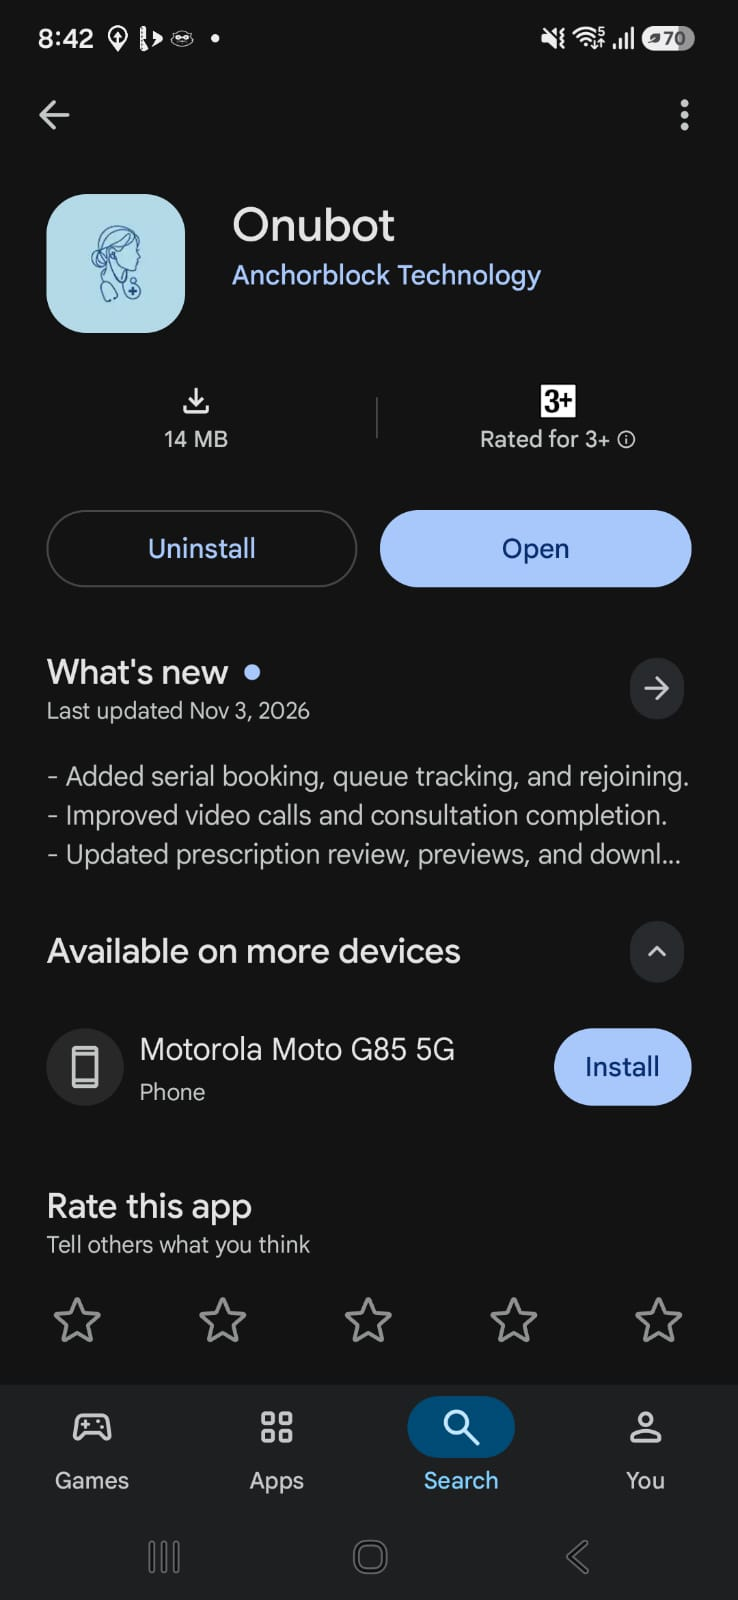 8:42
5
70
Onubot
Anchorblock Technology
3+
14 MB
Rated for 3+
Uninstall
Open
What's new
Last updated Nov 3, 2026
- Added serial booking, queue tracking, and rejoining.
- Improved video calls and consultation completion.
- Updated prescription review, previews, and downl...
Available on more devices
Motorola Moto G85 5G
Phone
Install
Rate this app
Tell others what you think
Games
Apps
Search
You